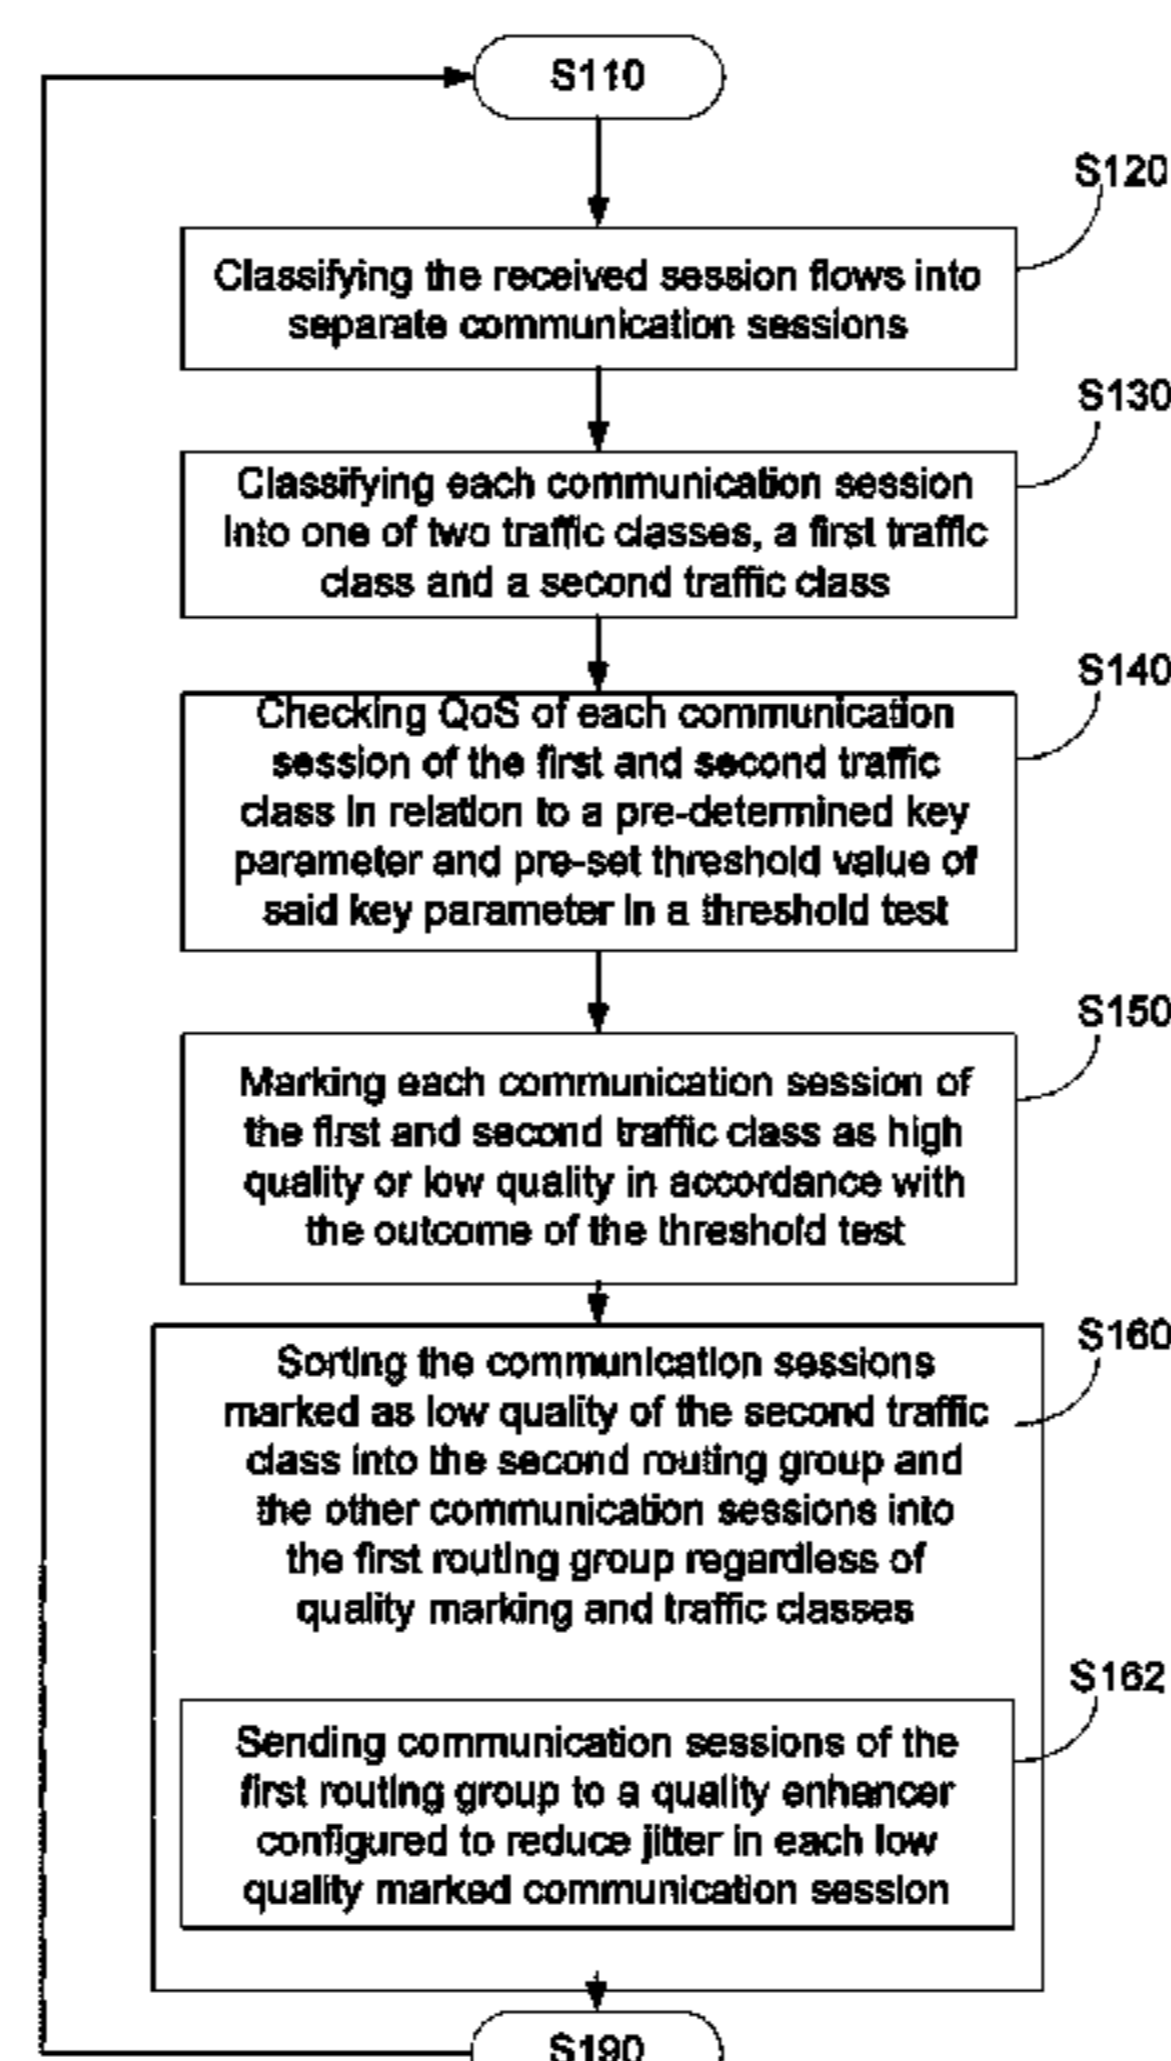 S110
S120
Classifying the received session flows into
separate communication sessions
S130
Classifying each communication session
into one of two traffic classes, a first traffic
class and a second traffic class
S140
Checking QoS of each communication
session of the first and second traffic
class in relation to a pre-determined key
parameter and pre-set threshold value of
said key parameter in a threshold test
S150
Marking each communication session of
the first and second traffic class as high
quality or low quality in accordance with
the outcome of the threshold test
S160
Sorting the communication sessions
marked as low quality of the second traffic
class into the second routing group and
the other communication sessions into
the first routing group regardless of
quality marking and traffic classes
S162
Sending communication sessions of the
first routing group to a quality enhancer
configured to reduce jitter in each low
quality marked communication session
S190